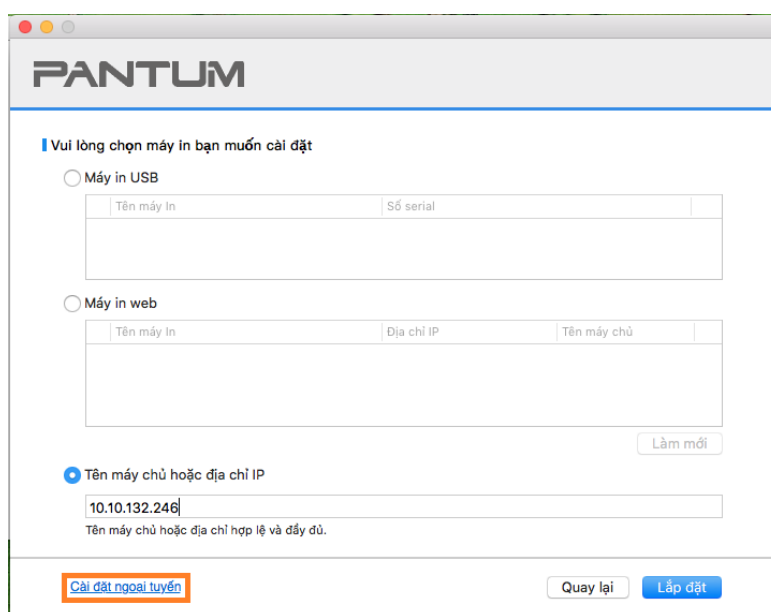 PANTUM
Vui lòng chọn máy in bạn muốn cài đặt
Máy in USB
Tên máy In Số serial
Máy in web
Tên máy In Địa chỉ IP Tên máy chủ
Làm mới
Tên máy chủ hoặc địa chỉ IP
10.10.132.246
Tên máy chủ hoặc địa chỉ hợp lệ và đầy đủ.
Cài đặt ngoại tuyến Quay lại Lắp đặt